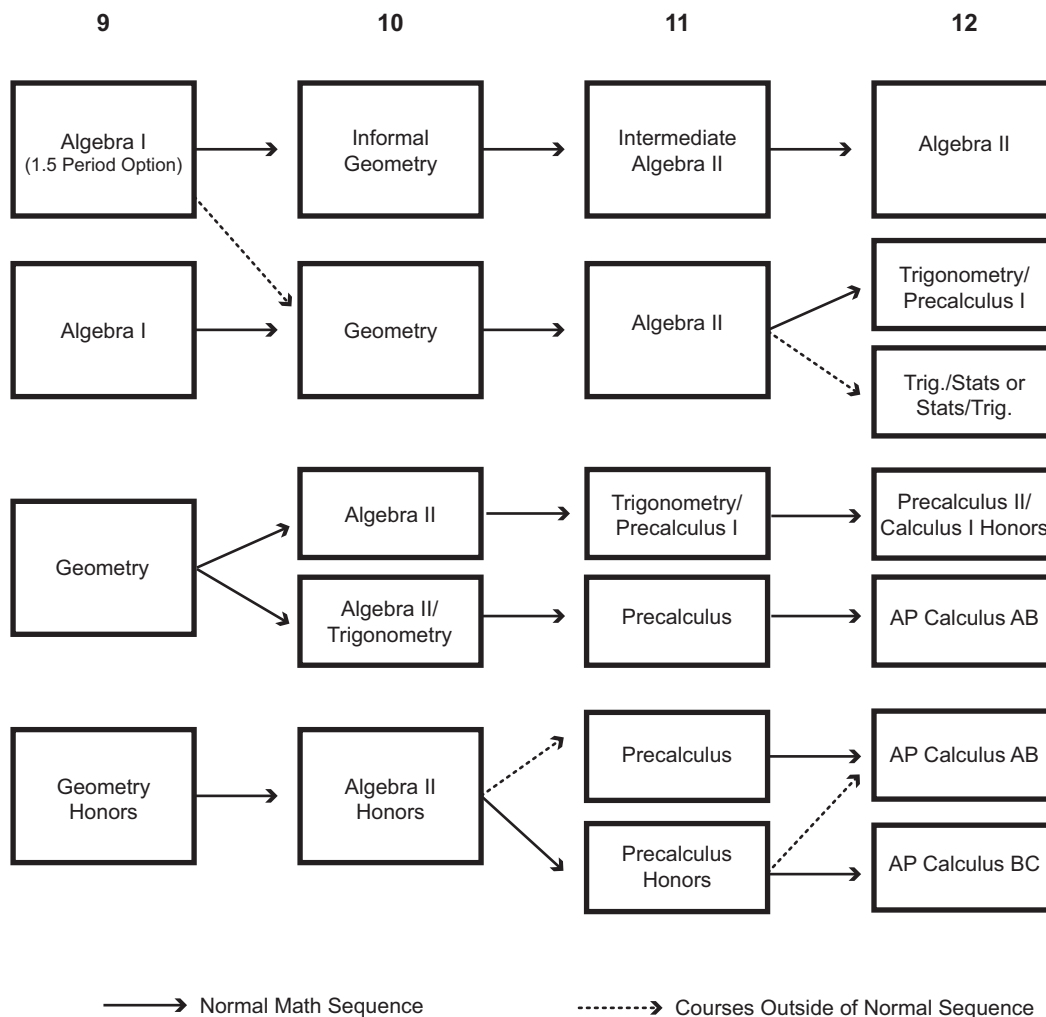 9 10 11 12
Algebra I
(1.5 Period Option)
Informal
Geometry
Intermediate
Algebra II
Algebra II
Algebra I
Geometry
Algebra II
Trigonometry/
Precalculus I
Trig./Stats or
Stats/Trig.
Geometry
Algebra II
Trigonometry/
Precalculus I
Precalculus II/
Calculus I Honors
Algebra II/
Trigonometry
Precalculus
AP Calculus AB
Geometry
Honors
Algebra II
Honors
Precalculus
AP Calculus AB
Precalculus
Honors
AP Calculus BC
Normal Math Sequence
Courses Outside of Normal Sequence